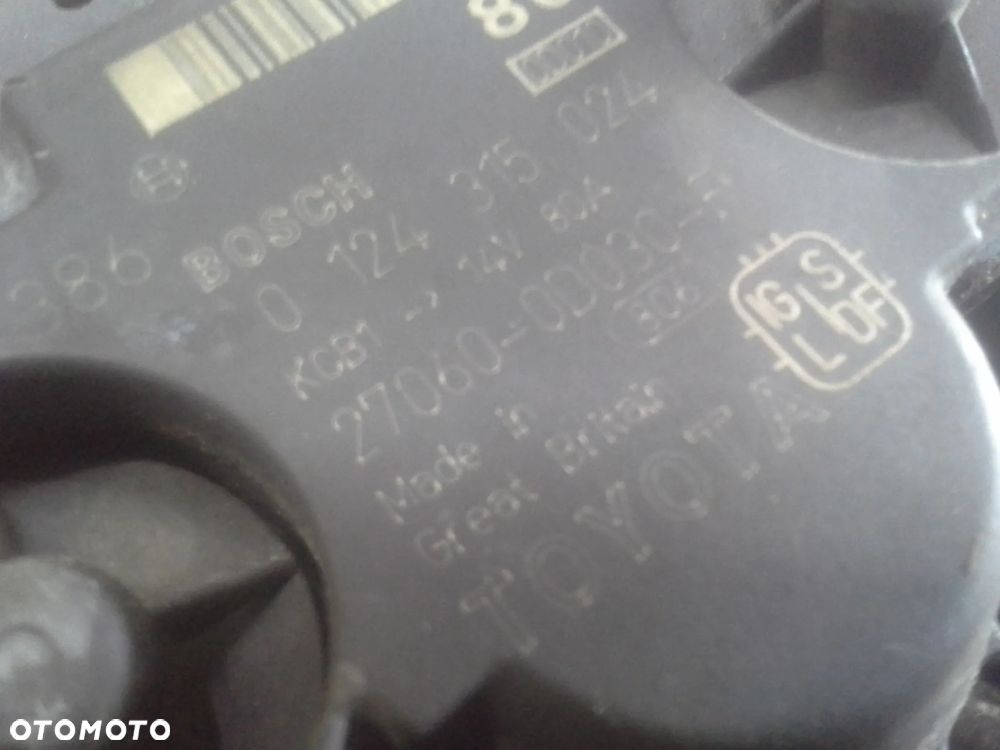 386
BOSCH
0 124 315 024
KCB1 -> 14V 80A
27060-0D030-
306
Made in
Great Britain
TOYOTA
S
IG
L
DF
L
OTOMOTO